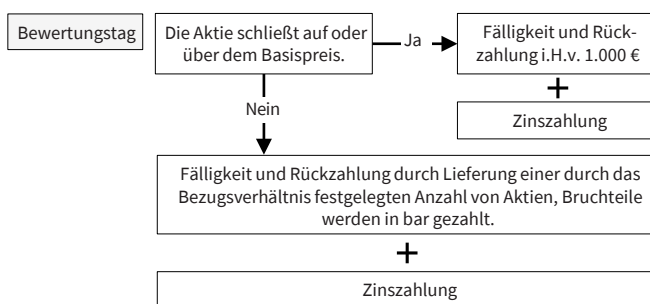 Bewertungstag
Die Aktie schließt auf oder
über dem Basispreis.
Ja
Fälligkeit und Rück-
zahlung i.H.v. 1.000 €
+
Zinszahlung
Nein
Fälligkeit und Rückzahlung durch Lieferung einer durch das
Bezugsverhältnis festgelegten Anzahl von Aktien, Bruchteile
werden in bar gezahlt.
+
Zinszahlung